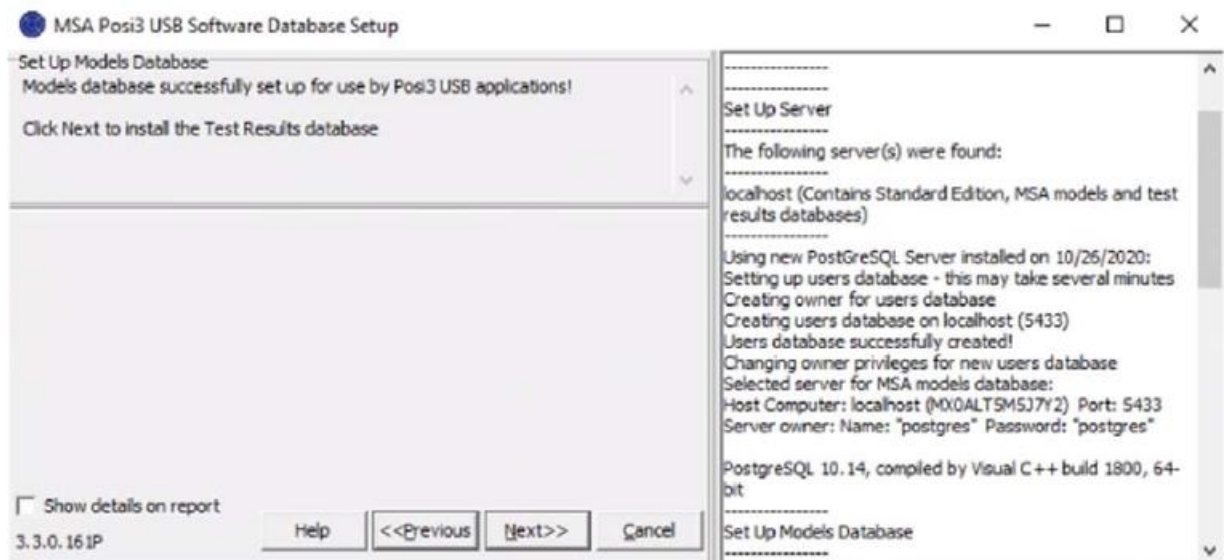 MSA Posi3 USB Software Database Setup
Set Up Models Database
Models database successfully set up for use by Posi3 USB applications!
Click Next to install the Test Results database
Show details on report
3.3.0.161P
Help
<<Previous
Next>>
Cancel
----------------
----------------
Set Up Server
----------------
The following server(s) were found:
----------------
localhost (Contains Standard Edition, MSA models and test
results databases)
----------------
Using new PostGreSQL Server installed on 10/26/2020:
Setting up users database - this may take several minutes
Creating owner for users database
Creating users database on localhost (5433)
Users database successfully created!
Changing owner privileges for new users database
Selected server for MSA models database:
Host Computer: localhost (MX0ALT5M5J7Y2) Port: 5433
Server owner: Name: "postgres" Password: "postgres"
PostgreSQL 10.14, compiled by Visual C++ build 1800, 64-
bit
----------------
Set Up Models Database
----------------